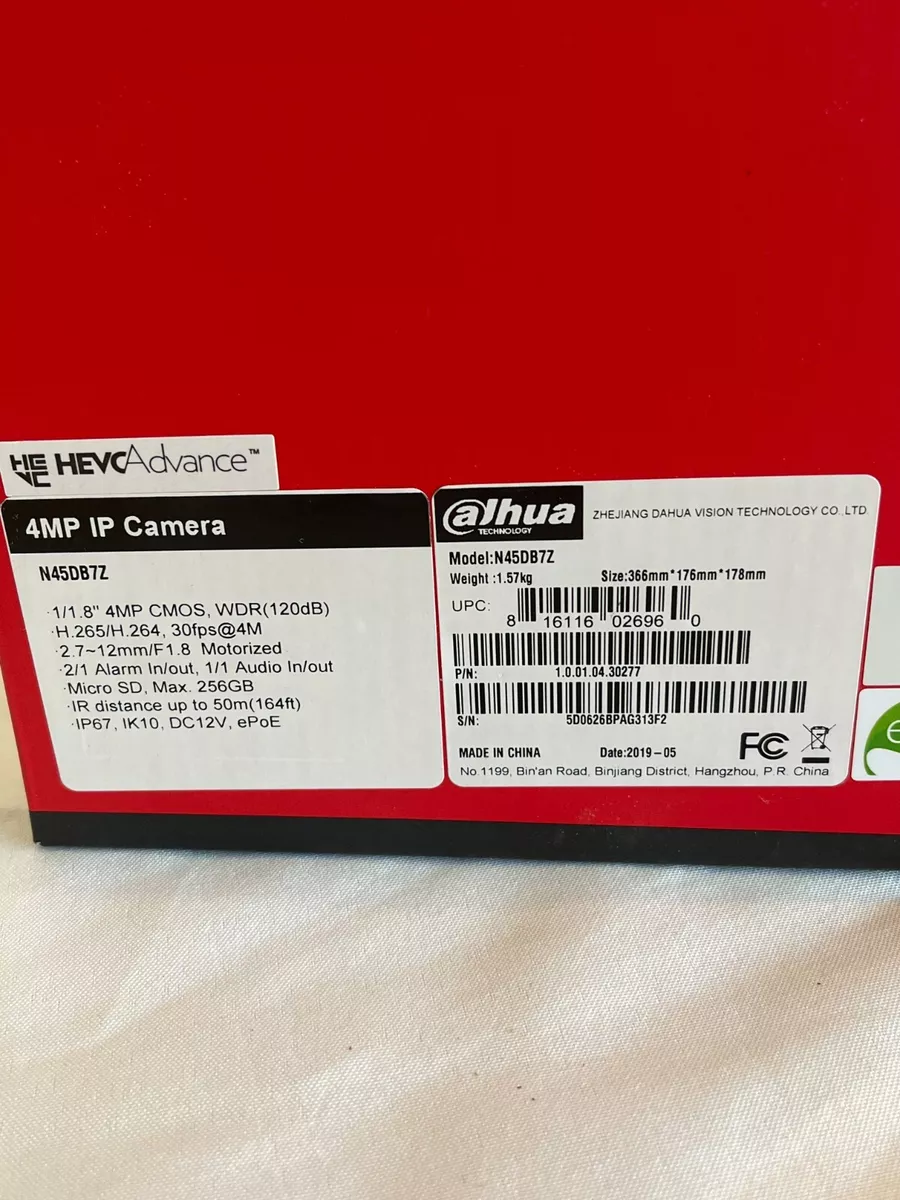 HEVC HEVCAdvance™
4MP IP Camera
N45DB7Z
·1/1.8" 4MP CMOS, WDR(120dB)
·H.265/H.264, 30fps@4M
·2.7~12mm/F1.8 Motorized
·2/1 Alarm In/out, 1/1 Audio In/out
·Micro SD, Max. 256GB
·IR distance up to 50m(164ft)
·IP67, IK10, DC12V, ePoE
alhua
TECHNOLOGY
ZHEJIANG DAHUA VISION TECHNOLOGY CO.,LTD.
Model:N45DB7Z
Weight :1.57kg Size:366mm*176mm*178mm
UPC: 8 16116 02696 0
P/N: 1.0.01.04.30277
S/N: 5D0626BPAG313F2
MADE IN CHINA Date:2019-05
FC
No.1199, Bin'an Road, Binjiang District, Hangzhou, P.R. China